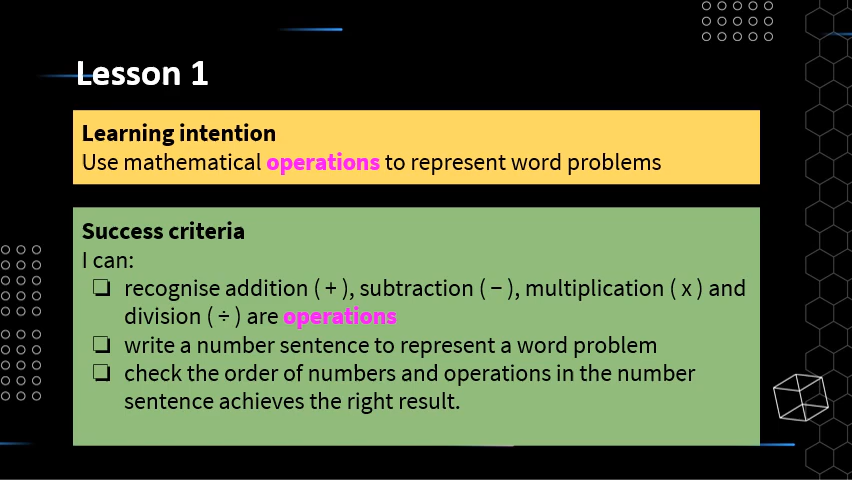 Lesson 1
Learning intention
Use mathematical operations to represent word problems
Success criteria
I can:
❏ recognise addition ( + ), subtraction ( − ), multiplication ( x ) and
division ( ÷ ) are operations
❏ write a number sentence to represent a word problem
❏ check the order of numbers and operations in the number
sentence achieves the right result.